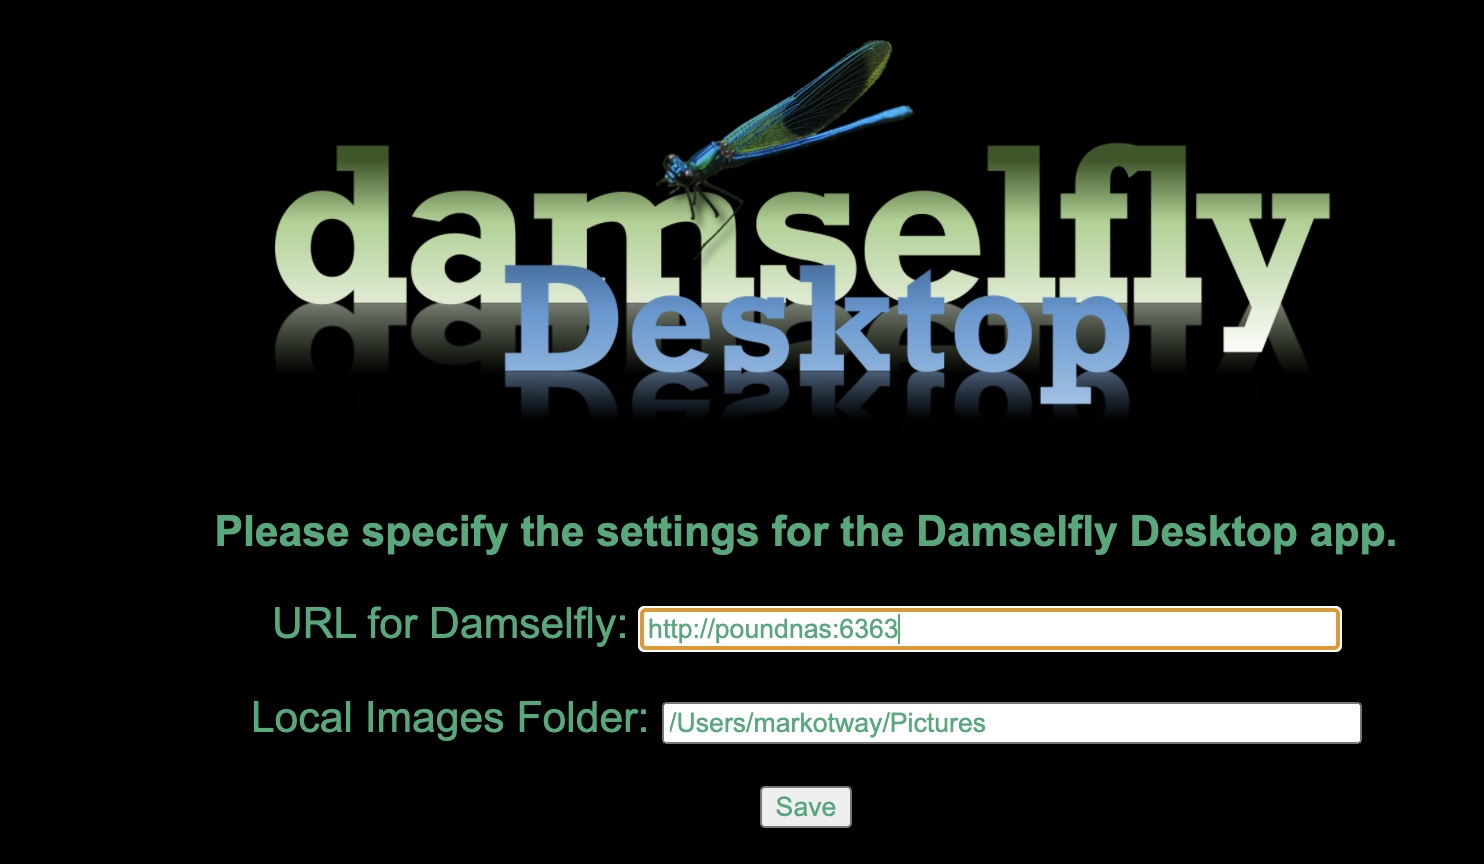 damselfly
Desktop
Please specify the settings for the Damselfly Desktop app.
URL for Damselfly: http://poundnas:6363
Local Images Folder: /Users/markotway/Pictures
Save